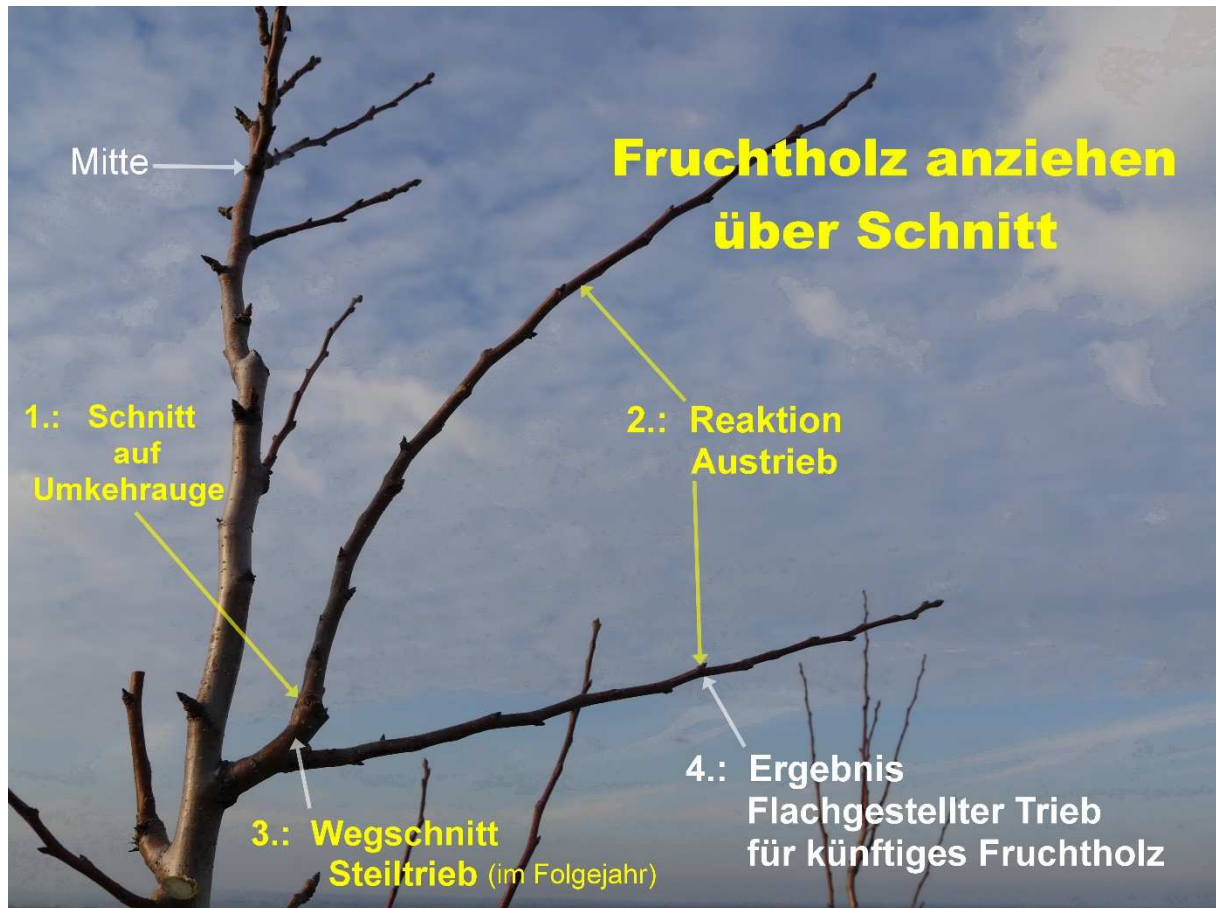 Fruchtholz anziehen
über Schnitt
Mitte
1.: Schnitt
auf
Umkehrauge
2.: Reaktion
Austrieb
3.: Wegschnitt
Steiltrieb (im Folgejahr)
4.: Ergebnis
Flachgestellter Trieb
für künftiges Fruchtholz